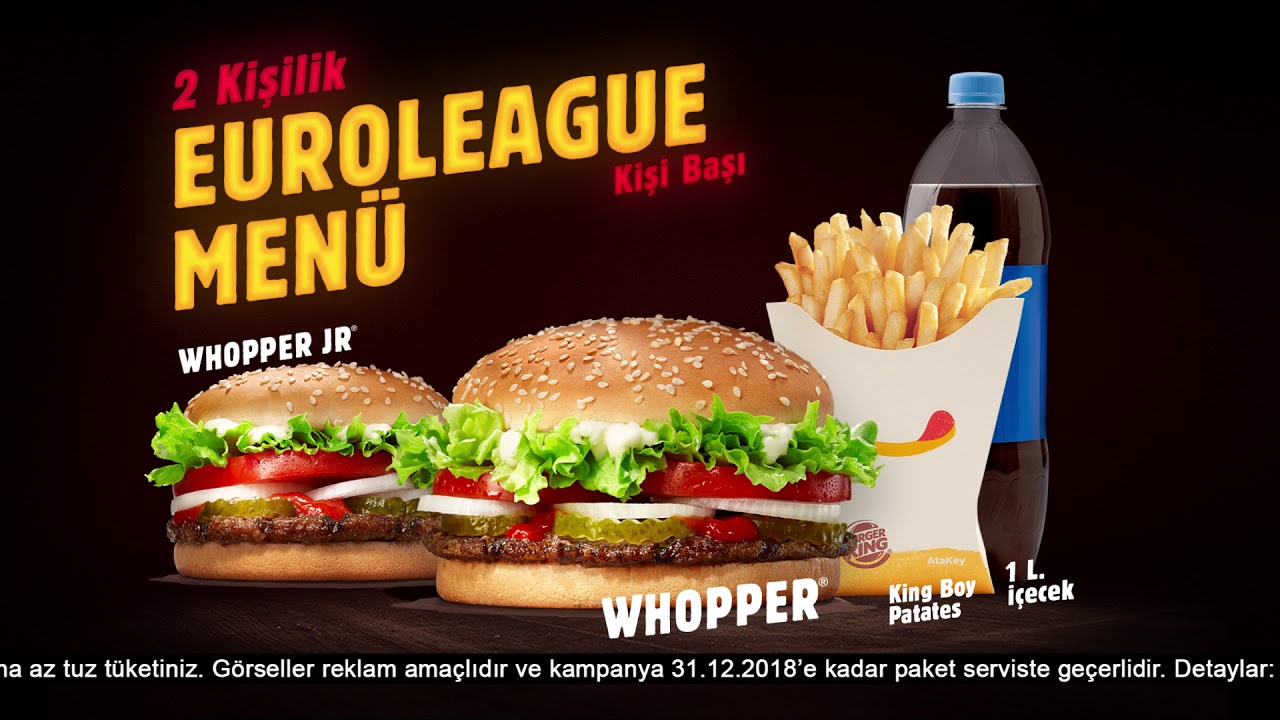 2 Kişilik
EUROLEAGUE
Kişi Başı
MENÜ
WHOPPER JR®
BURGER
KING
AtaKey
WHOPPER®
King Boy
Patates
1 L.
içecek
az tuz tüketiniz. Görseller reklam amaçlıdır ve kampanya 31.12.2018’e kadar paket serviste geçerlidir. Detaylar: